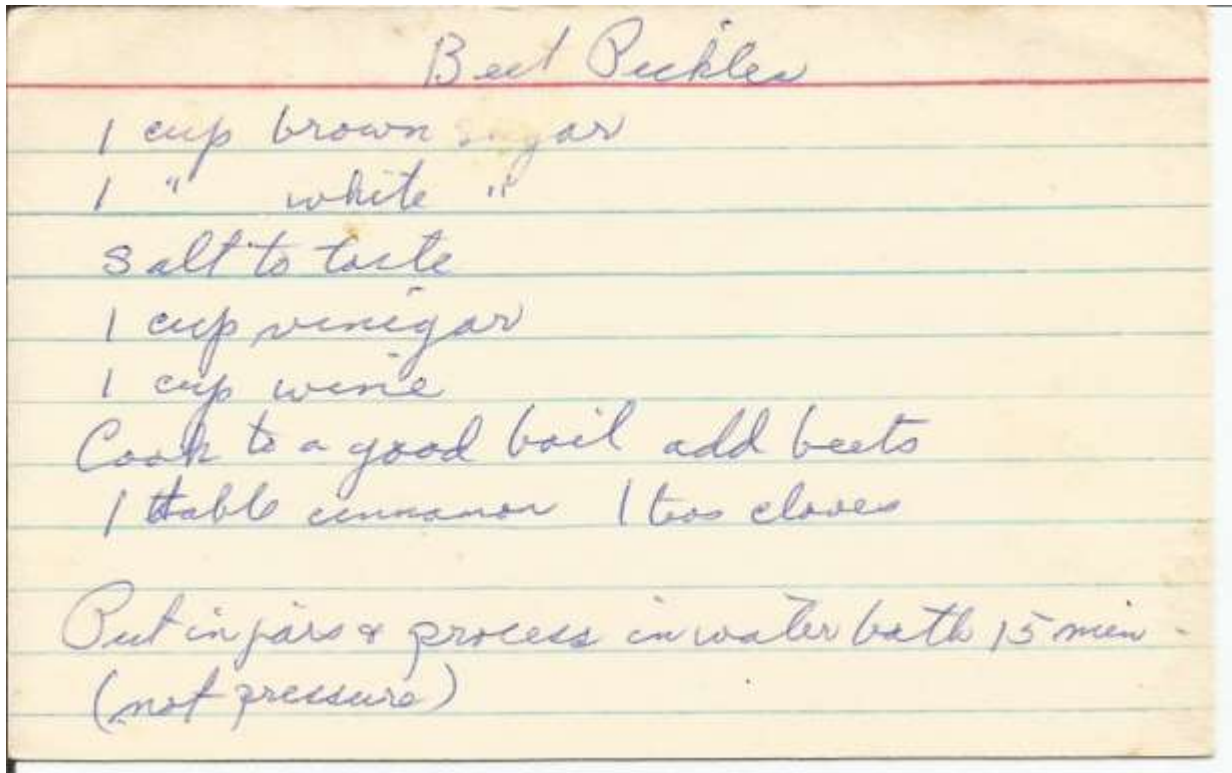 Beet Pickles
1 cup brown sugar
1 " white "
Salt to taste
1 cup vinigar
1 cup wine
Cook to a good boil add beets
1 table cinnamon 1 teas cloves
Put in jars & process in water bath 15 min -
(not pressure)